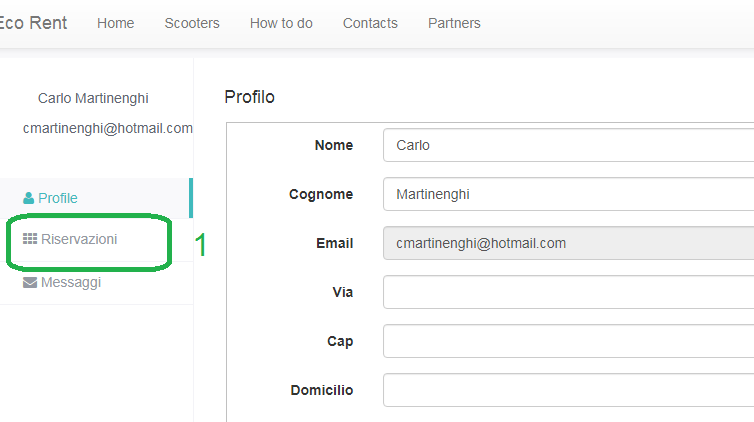 Eco Rent Home Scooters How to do Contacts Partners
Carlo Martinenghi
cmartinenghi@hotmail.com
Profile
Riservazioni
1
Messaggi
Profilo
Nome Carlo
Cognome Martinenghi
Email cmartinenghi@hotmail.com
Via
Cap
Domicilio